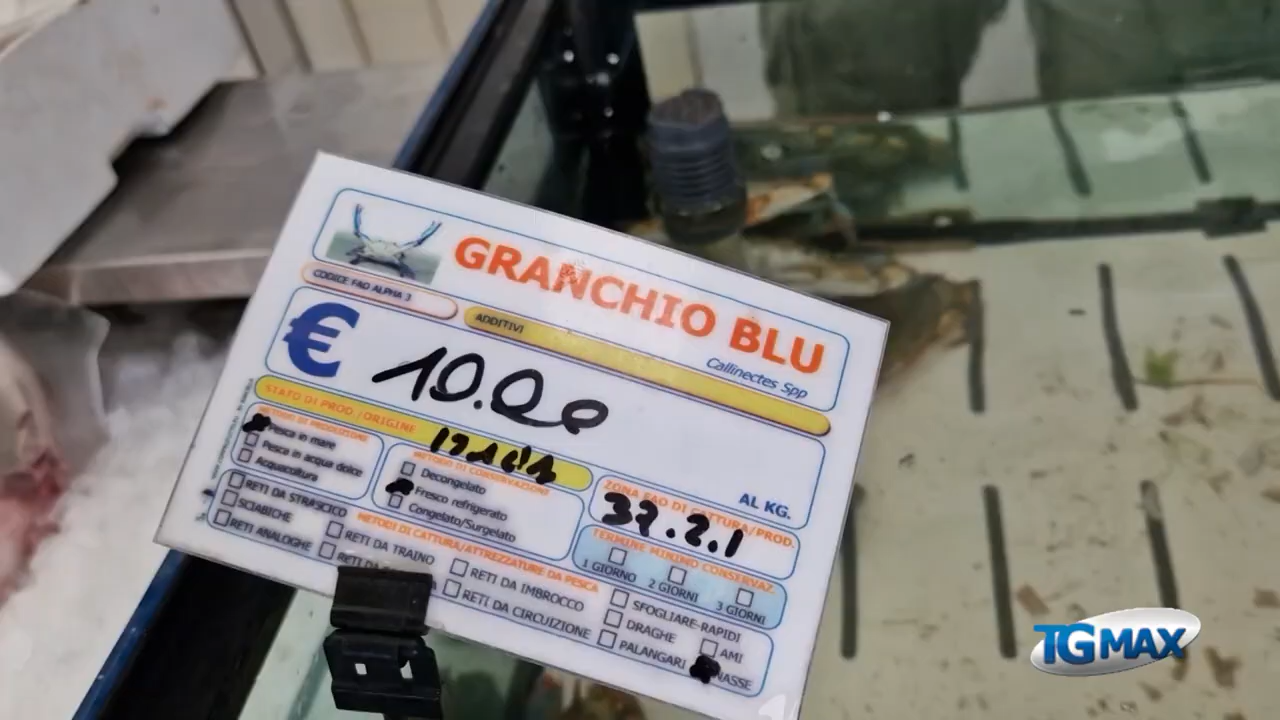 GRANCHIO BLU
Callinectes Spp
CODICE FAO ALPHA 3
ADDITIVI
€ 10.00
AL KG.
STATO DI PROD./ORIGINE
METODO DI PRODUZIONE
Pesca in mare
Pesca in acqua dolce
Acquacoltura
METODO DI CONSERVAZIONE
Decongelato
Fresco refrigerato
Congelato/Surgelato
ZONA FAO DI CATTURA/PROD.
37.2.1
TERMINE MINIMO CONSERVAZ.
1 GIORNO
2 GIORNI
3 GIORNI
METODI DI CATTURA/ATTREZZATURE DA PESCA
RETI DA STRASCICO
SCIABICHE
RETI ANALOGHE
RETI DA TRAINO
RETI DA IMBROCCO
RETI DA CIRCUIZIONE
SFOGLIARE-RAPIDI
DRAGHE
PALANGARI
AMI
NASSE
TGMAX